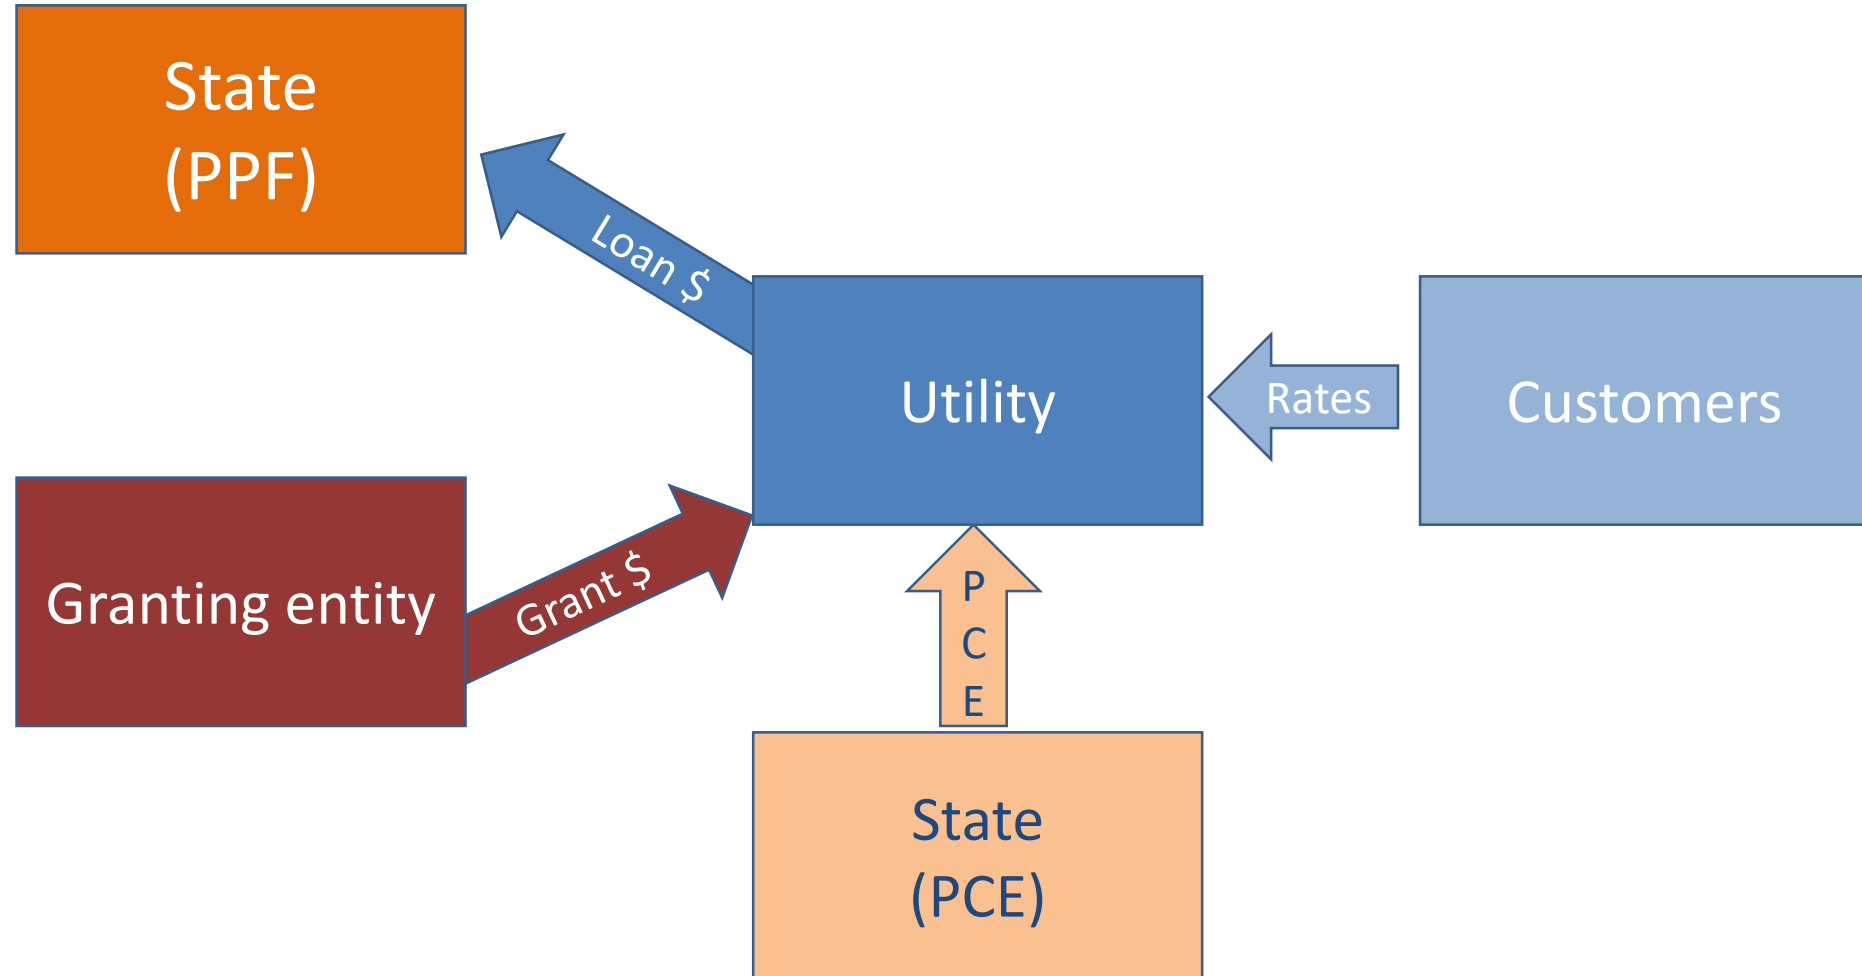 State
(PPF)
Loan $
Utility
Rates
Customers
Granting entity
Grant $
P
C
E
State
(PCE)